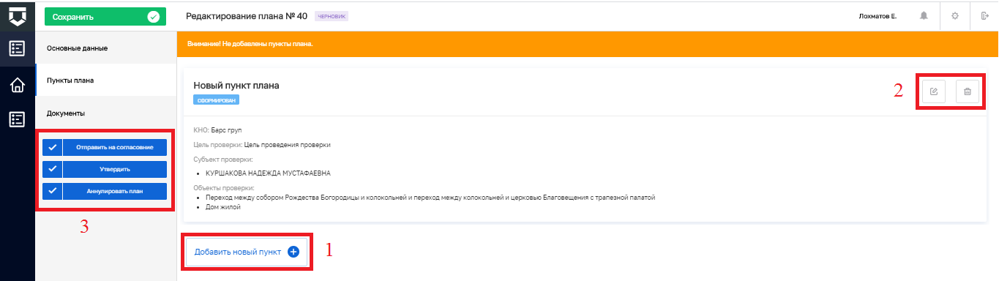 Сохранить
Редактирование плана № 40 ЧЕРНОВИК
Лохматов Е.
Основные данные
Пункты плана
Документы
Отправить на согласовние
Утвердить
Аннулировать план
3
Внимание! Не добавлены пункты плана.
Новый пункт плана
СФОРМИРОВАН
2
КНО: Барс груп
Цель проверки: Цель проведения проверки
Субъект проверки:
• КУРШАКОВА НАДЕЖДА МУСТАФАЕВНА
Объекты проверки:
• Переход между собором Рождества Богородицы и колокольней и переход между колокольней и церковью Благовещения с трапезной палатой
• Дом жилой
Добавить новый пункт
1